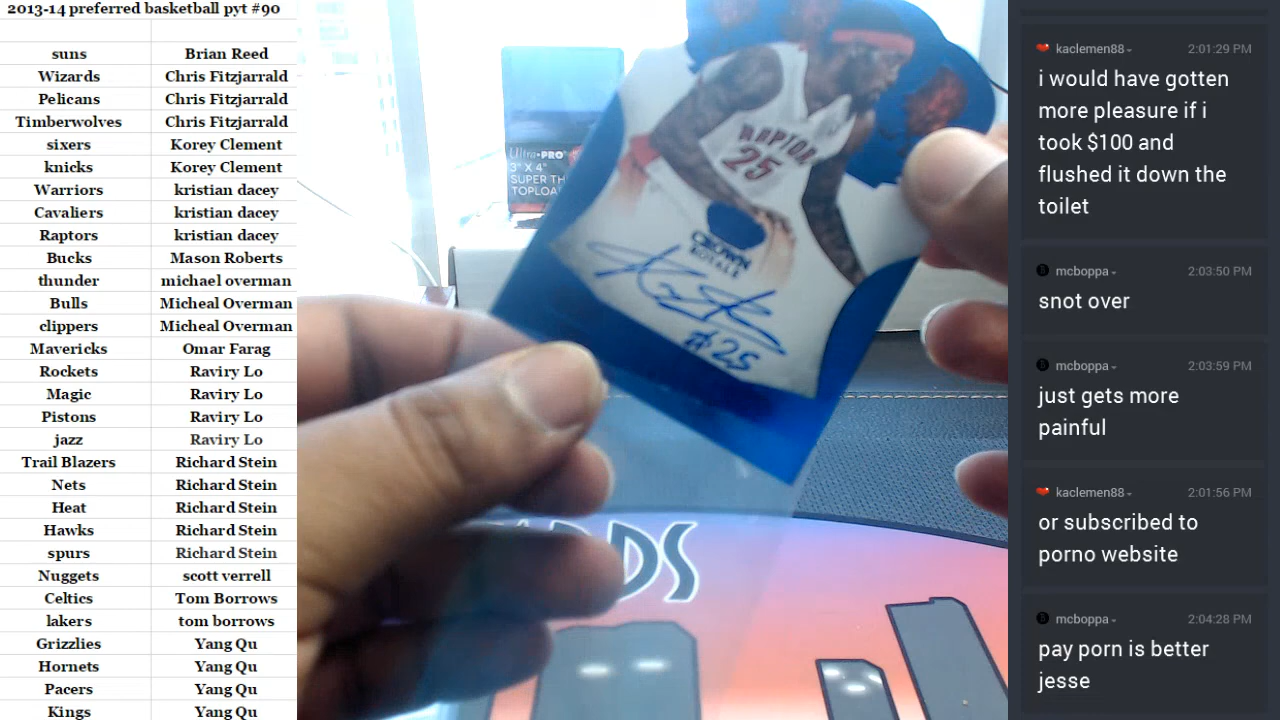 2013-14 preferred basketball pyt #90
suns Brian Reed
Wizards Chris Fitzjarrald
Pelicans Chris Fitzjarrald
Timberwolves Chris Fitzjarrald
sixers Korey Clement
knicks Korey Clement
Warriors kristian dacey
Cavaliers kristian dacey
Raptors kristian dacey
Bucks Mason Roberts
thunder michael overman
Bulls Micheal Overman
clippers Micheal Overman
Mavericks Omar Farag
Rockets Raviry Lo
Magic Raviry Lo
Pistons Raviry Lo
jazz Raviry Lo
Trail Blazers Richard Stein
Nets Richard Stein
Heat Richard Stein
Hawks Richard Stein
spurs Richard Stein
Nuggets scott verrell
Celtics Tom Borrows
lakers tom borrows
Grizzlies Yang Qu
Hornets Yang Qu
Pacers Yang Qu
Kings Yang Qu
Ultra-PRO
3" X 4"
SUPER TH
TOPLOA
RAPTOR
25
CROWN
ROYALE
#25
RDS
kaclemen88 2:01:29 PM
i would have gotten
more pleasure if i
took $100 and
flushed it down the
toilet
mcboppa 2:03:50 PM
snot over
mcboppa 2:03:59 PM
just gets more
painful
kaclemen88 2:01:56 PM
or subscribed to
porno website
mcboppa 2:04:28 PM
pay porn is better
jesse